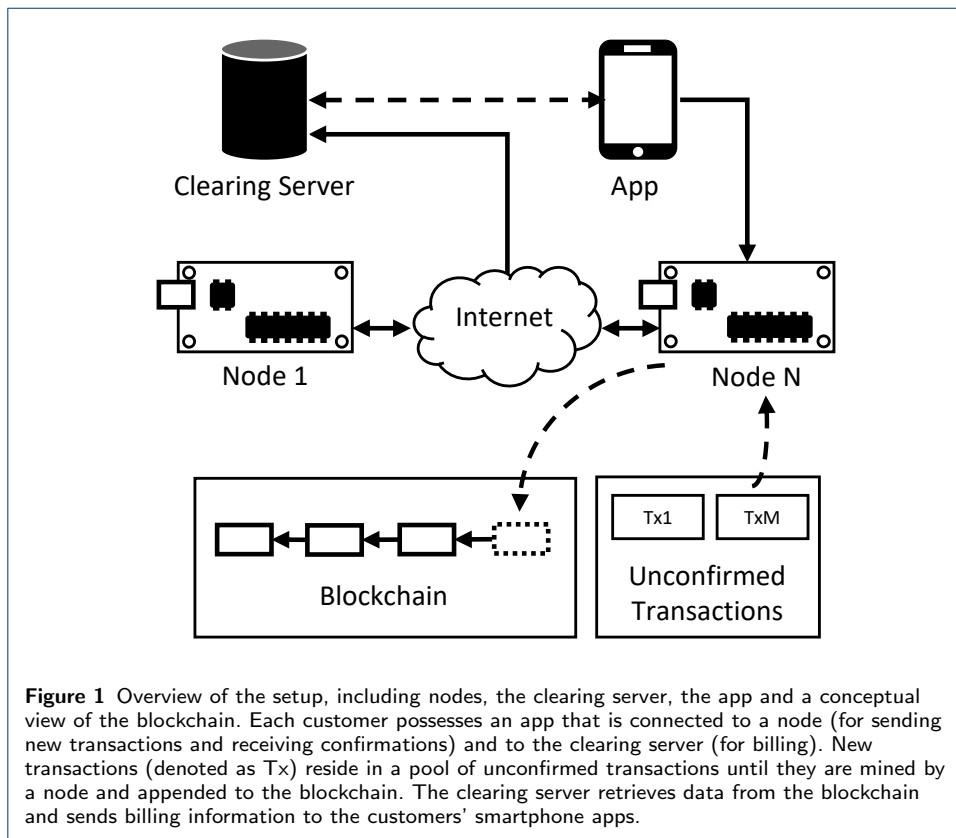 Clearing Server
App
Internet
Node 1
Node N
Tx1
TxM
Blockchain
Unconfirmed
Transactions
Figure 1 Overview of the setup, including nodes, the clearing server, the app and a conceptual
view of the blockchain. Each customer possesses an app that is connected to a node (for sending
new transactions and receiving confirmations) and to the clearing server (for billing). New
transactions (denoted as Tx) reside in a pool of unconfirmed transactions until they are mined by
a node and appended to the blockchain. The clearing server retrieves data from the blockchain
and sends billing information to the customers' smartphone apps.